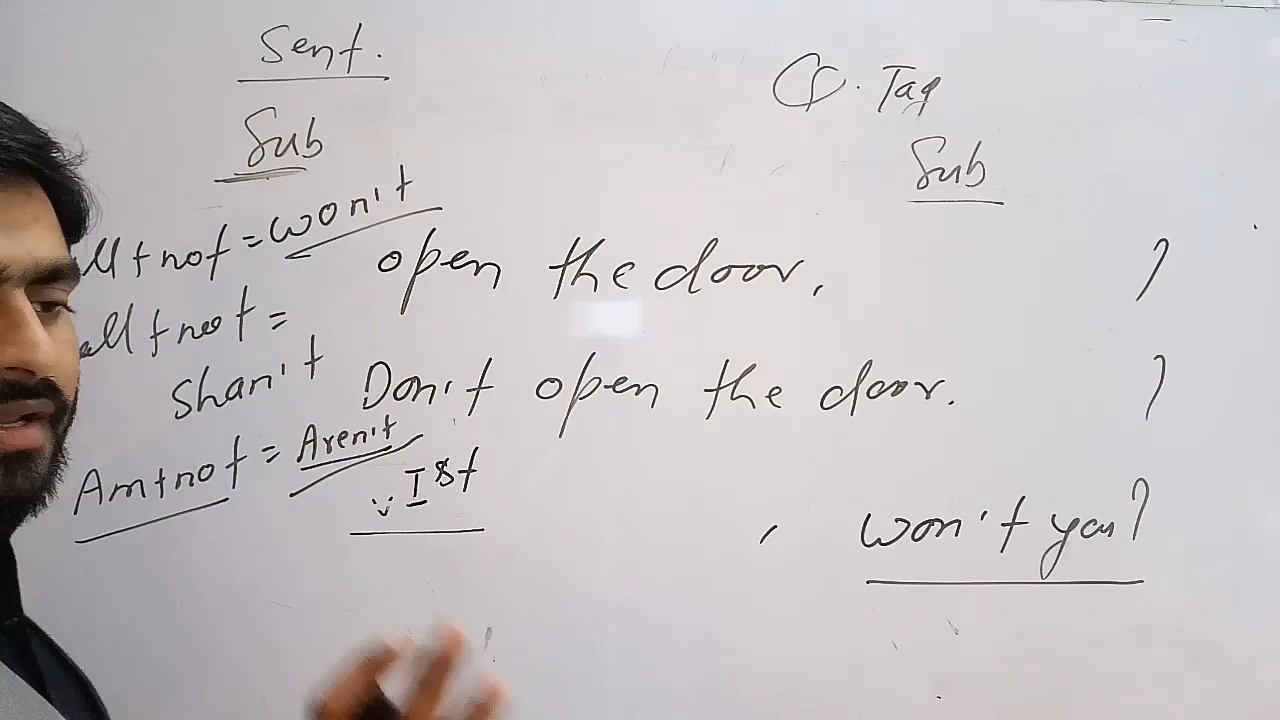 Sent.
Q. Tag
Sub
Sub
ll + not = won't
open the door, ?
ll + not =
shan't
Don't open the door. ?
Am + not = Aren't
V Ist
, won't you?